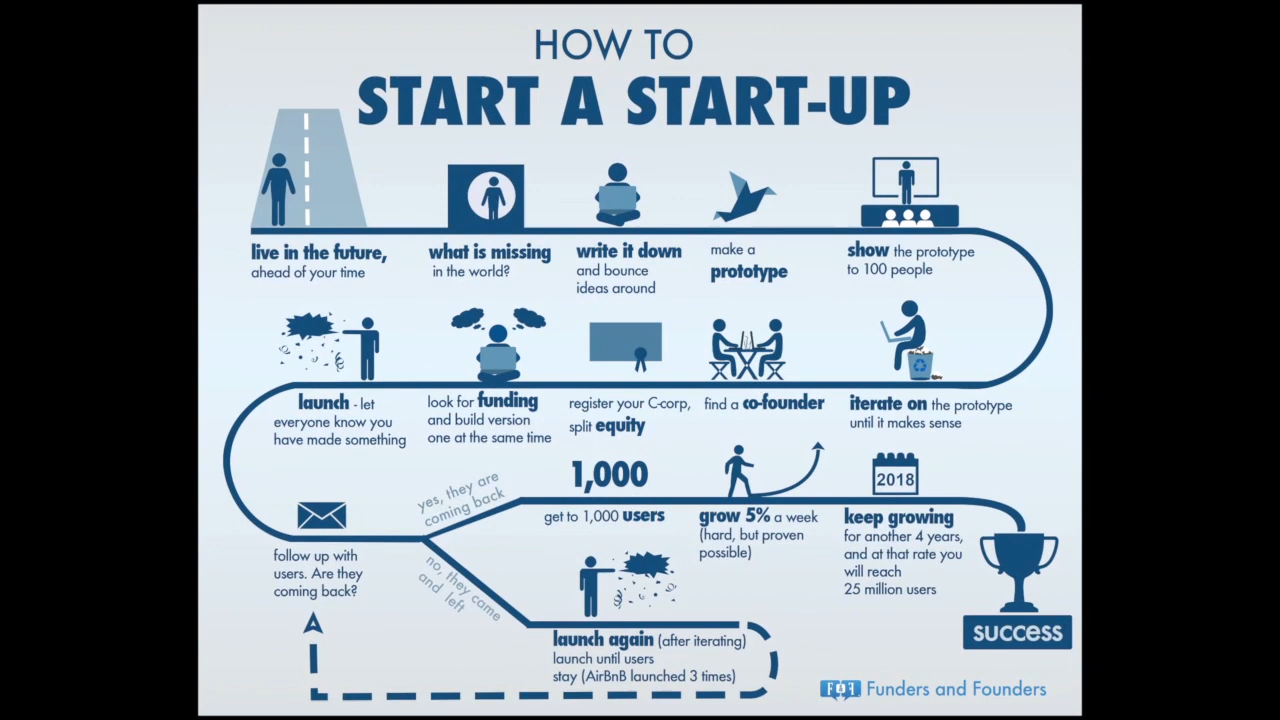 HOW TO
START A START-UP
live in the future,
ahead of your time
what is missing
in the world?
write it down
and bounce
ideas around
make a
prototype
show the prototype
to 100 people
iterate on the prototype
until it makes sense
find a co-founder
register your C-corp,
split equity
look for funding
and build version
one at the same time
launch - let
everyone know you
have made something
follow up with
users. Are they
coming back?
yes, they are
coming back
1,000
get to 1,000 users
grow 5% a week
(hard, but proven
possible)
2018
keep growing
for another 4 years,
and at that rate you
will reach
25 million users
success
no, they came
and left
launch again (after iterating)
launch until users
stay (AirBnB launched 3 times)
F&F Funders and Founders